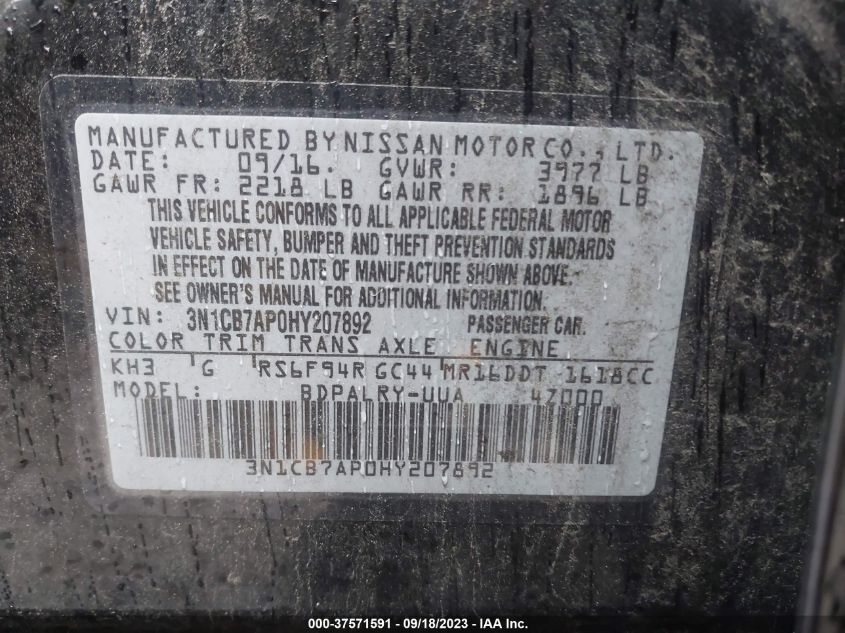 MANUFACTURED BY NISSAN MOTOR CO., LTD.
DATE: 09/16. GVWR: 3977 LB
GAWR FR: 2218 LB GAWR RR: 1896 LB
THIS VEHICLE CONFORMS TO ALL APPLICABLE FEDERAL MOTOR
VEHICLE SAFETY, BUMPER AND THEFT PREVENTION STANDARDS
IN EFFECT ON THE DATE OF MANUFACTURE SHOWN ABOVE.
SEE OWNER'S MANUAL FOR ADDITIONAL INFORMATION.
VIN: 3N1CB7AP0HY207892 PASSENGER CAR.
COLOR TRIM TRANS AXLE ENGINE
KH3 G RS6F94R GC44 MR16DDT 1618CC
MODEL: BDPALRY-UUA 4Z000
3N1CB7AP0HY207892
000-37571591 - 09/18/2023 - IAA Inc.